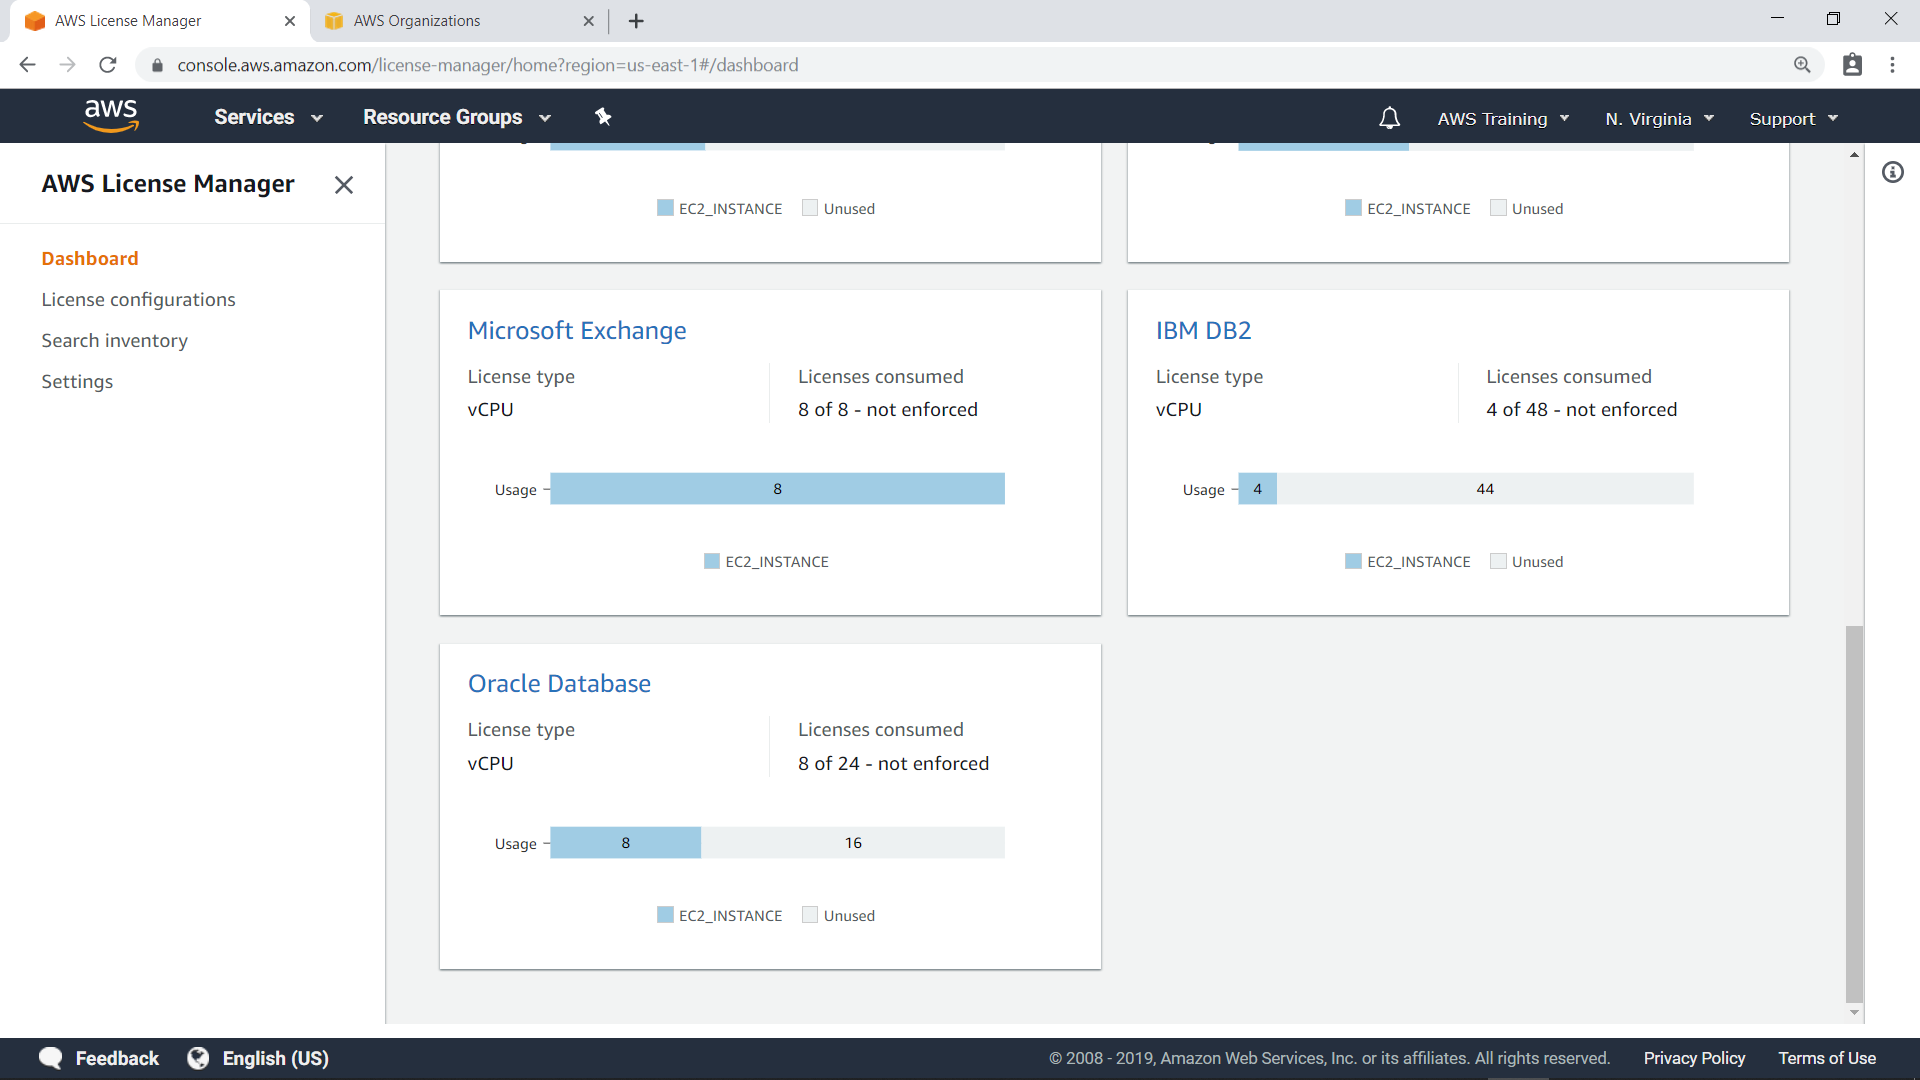 AWS License Manager
AWS Organizations
console.aws.amazon.com/license-manager/home?region=us-east-1#/dashboard
aws
Services
Resource Groups
AWS Training
N. Virginia
Support
AWS License Manager
Dashboard
License configurations
Search inventory
Settings
EC2_INSTANCE Unused
EC2_INSTANCE Unused
Microsoft Exchange
License type
vCPU
Licenses consumed
8 of 8 - not enforced
Usage 8
EC2_INSTANCE
IBM DB2
License type
vCPU
Licenses consumed
4 of 48 - not enforced
Usage 4 44
EC2_INSTANCE Unused
Oracle Database
License type
vCPU
Licenses consumed
8 of 24 - not enforced
Usage 8 16
EC2_INSTANCE Unused
Feedback
English (US)
© 2008 - 2019, Amazon Web Services, Inc. or its affiliates. All rights reserved.
Privacy Policy
Terms of Use